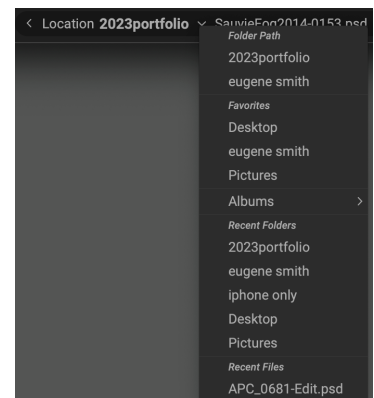 Location 2023portfolio SauvieFog2014-0153.psd
Folder Path
2023portfolio
eugene smith
Favorites
Desktop
eugene smith
Pictures
Albums
Recent Folders
2023portfolio
eugene smith
iphone only
Desktop
Pictures
Recent Files
APC_0681-Edit.psd